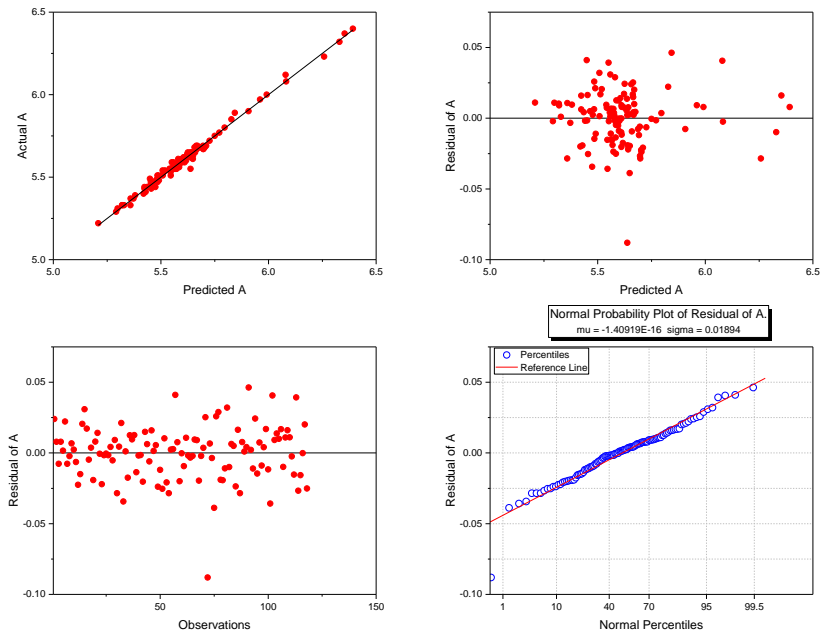 6.5
6.0
5.5
5.0
Actual A
5.0
5.5
6.0
6.5
Predicted A
0.05
0.00
-0.05
-0.10
Residual of A
5.0
5.5
6.0
6.5
Predicted A
0.05
0.00
-0.05
-0.10
Residual of A
50
100
150
Observations
Normal Probability Plot of Residual of A.
mu = -1.40919E-16 sigma = 0.01894
Percentiles
Reference Line
0.05
0.00
-0.05
-0.10
Residual of A
1
10
40
70
95
99.5
Normal Percentiles